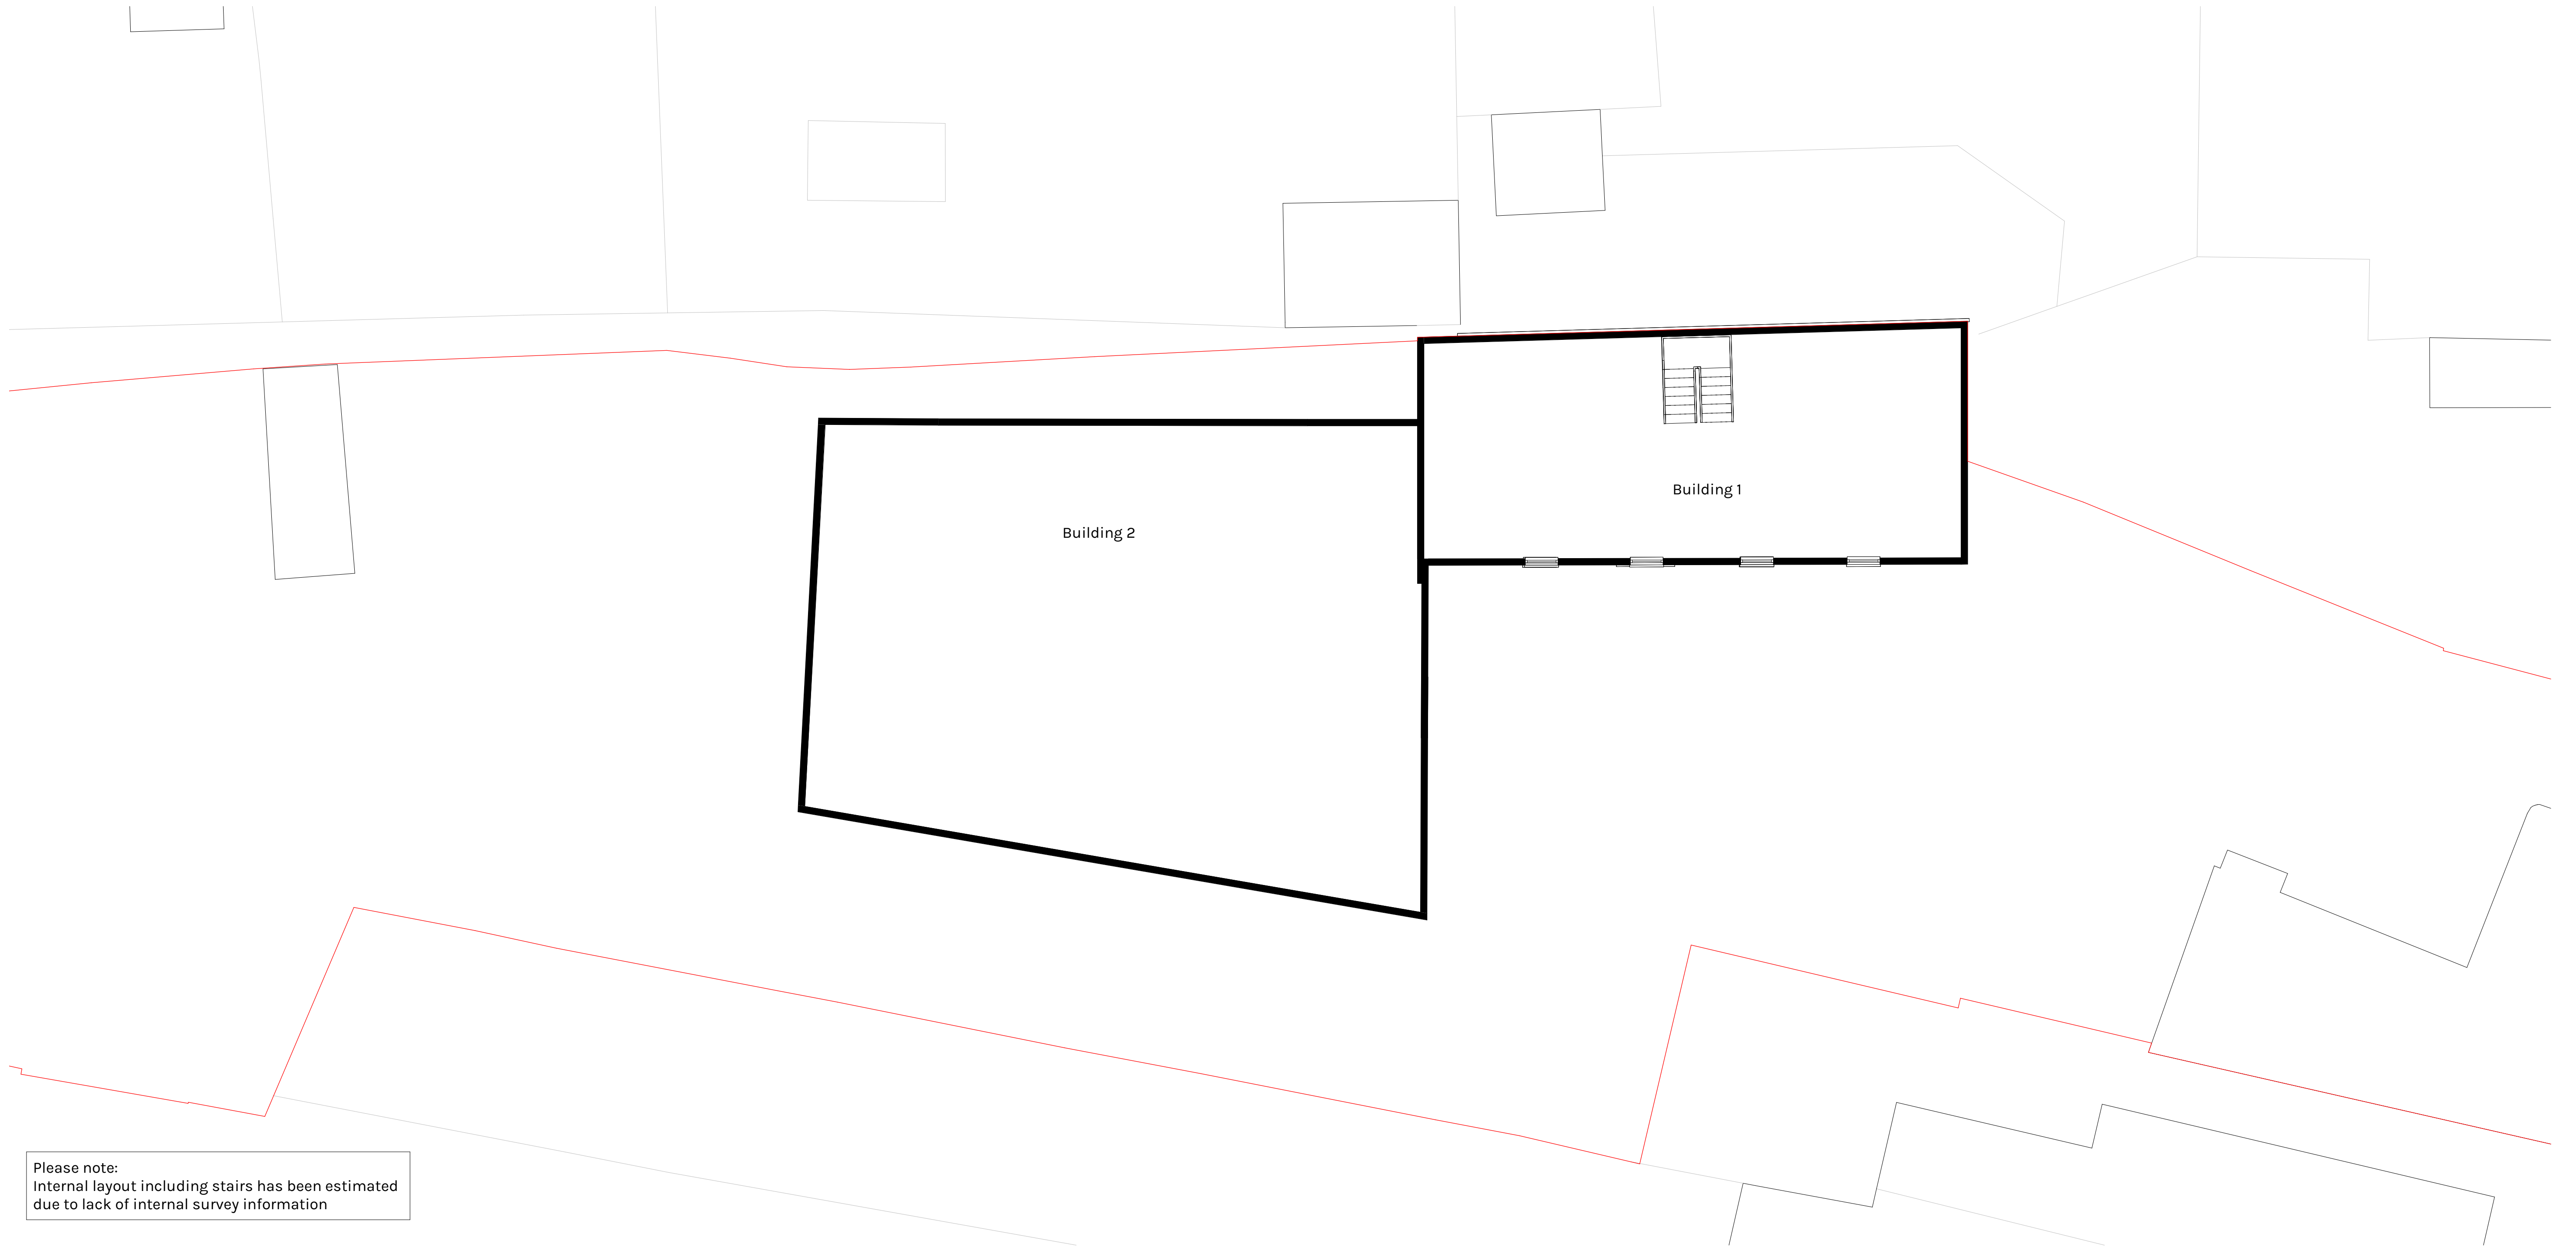 Building 1
Building 2
Please note:
Internal layout including stairs has been estimated
due to lack of internal survey information